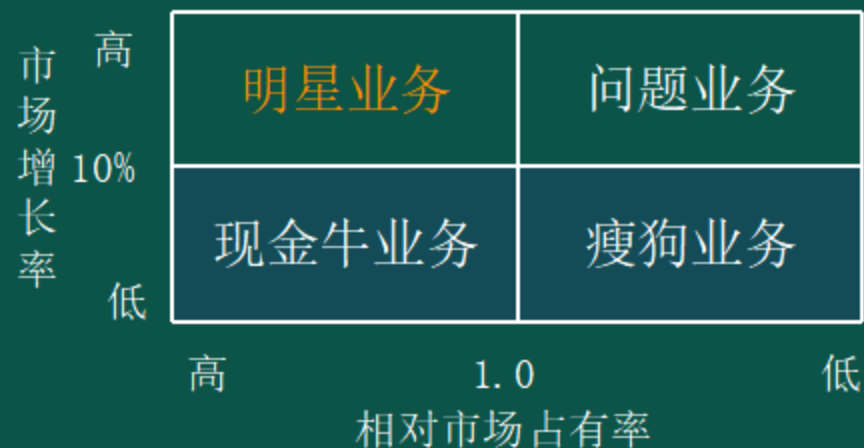 市场增长率
高
10%
低
明星业务
问题业务
现金牛业务
瘦狗业务
高
1.0
低
相对市场占有率